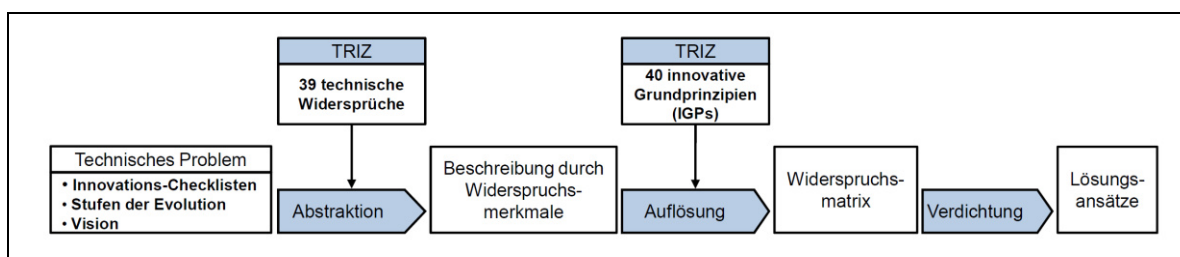 TRIZ
39 technische
Widersprüche
TRIZ
40 innovative
Grundprinzipien
(IGPs)
Technisches Problem
• Innovations-Checklisten
• Stufen der Evolution
• Vision
Abstraktion
Beschreibung durch
Widerspruchs-
merkmale
Auflösung
Widerspruchs-
matrix
Verdichtung
Lösungs-
ansätze